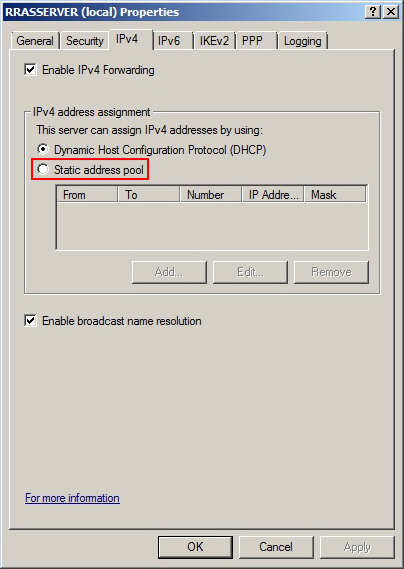 RRASSERVER (local) Properties
General Security IPv4 IPv6 IKEv2 PPP Logging
Enable IPv4 Forwarding
IPv4 address assignment
This server can assign IPv4 addresses by using:
Dynamic Host Configuration Protocol (DHCP)
Static address pool
From To Number IP Addre... Mask
Add... Edit... Remove
Enable broadcast name resolution
For more information
OK Cancel Apply